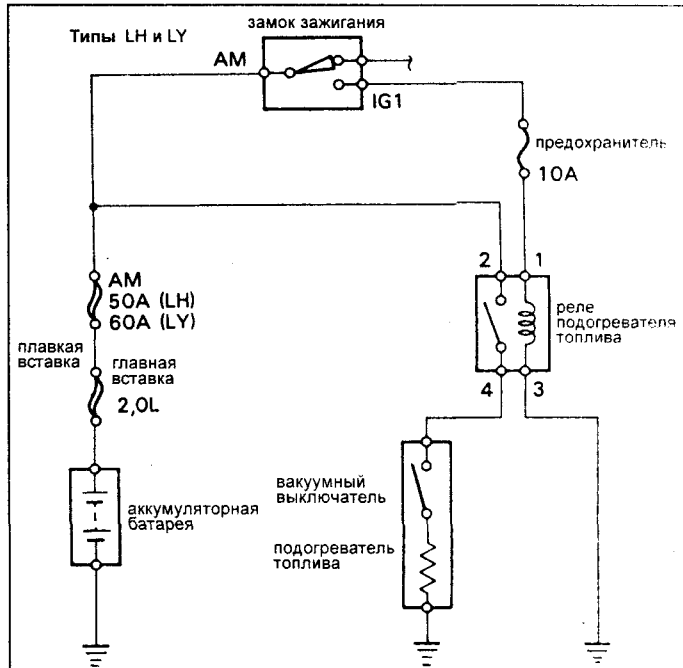 замок зажигания
Типы LH и LY
AM
IG1
предохранитель
10A
2 1
AM
50A (LH)
60A (LY)
реле
подогревателя
топлива
плавкая
вставка
главная
вставка
2,0L
4 3
вакуумный
выключатель
аккумуляторная
батарея
подогреватель
топлива